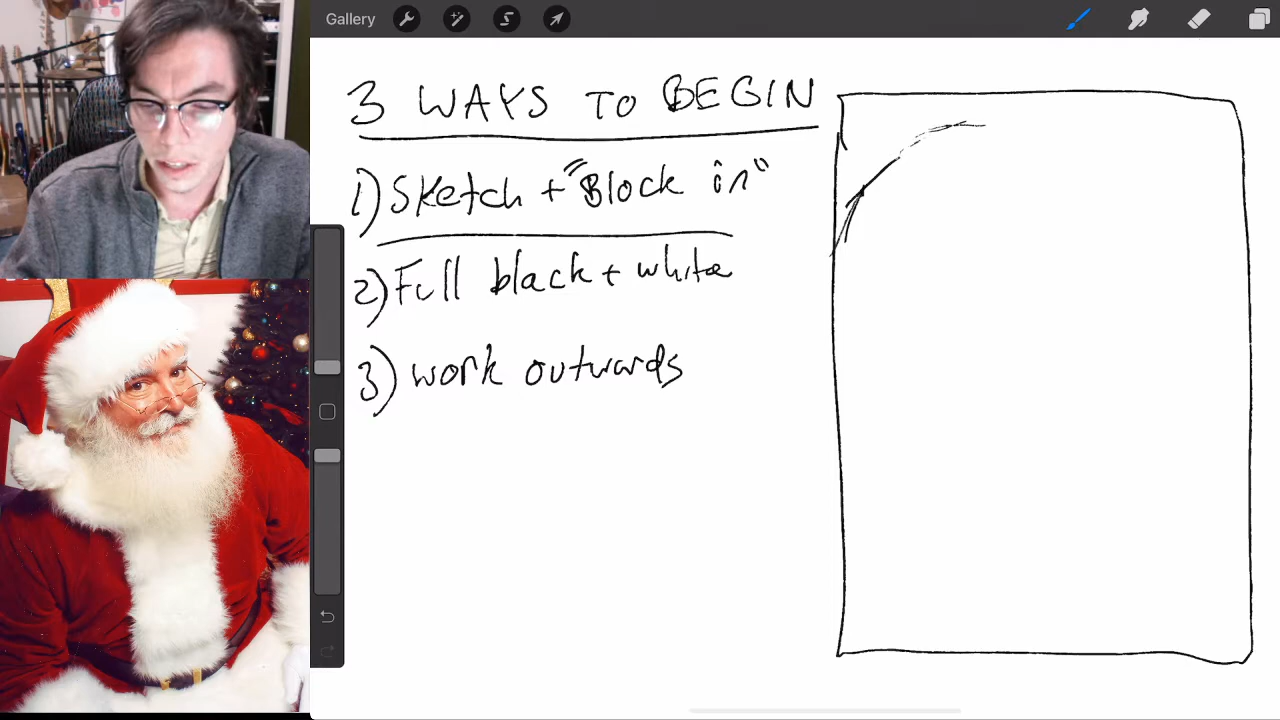 Gallery
3 WAYS TO BEGIN
1) Sketch + "Block in"
2) Full black + white
3) work outwards